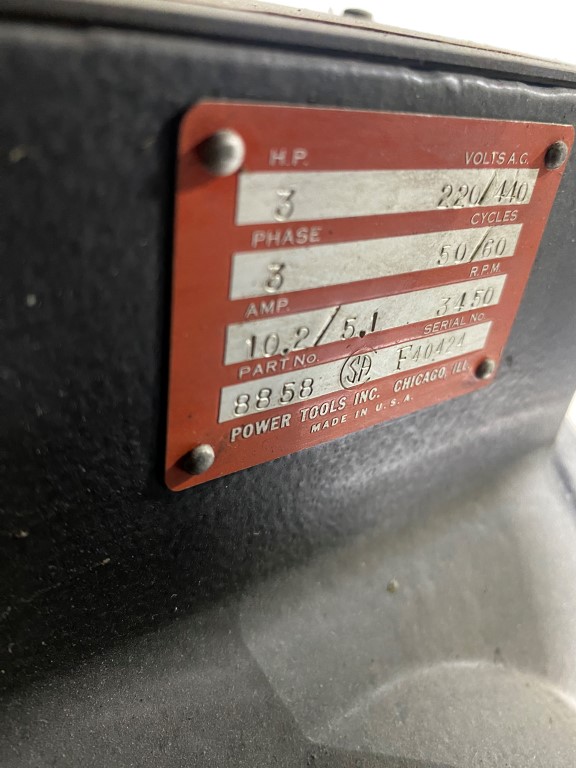 H.P. VOLTS A.C.
3 220/440
PHASE CYCLES
3 50/60
AMP. R.P.M.
10.2/5.1 3450
PART NO. SERIAL NO.
8858 F40424
POWER TOOLS INC. CHICAGO, ILL.
MADE IN U.S.A.